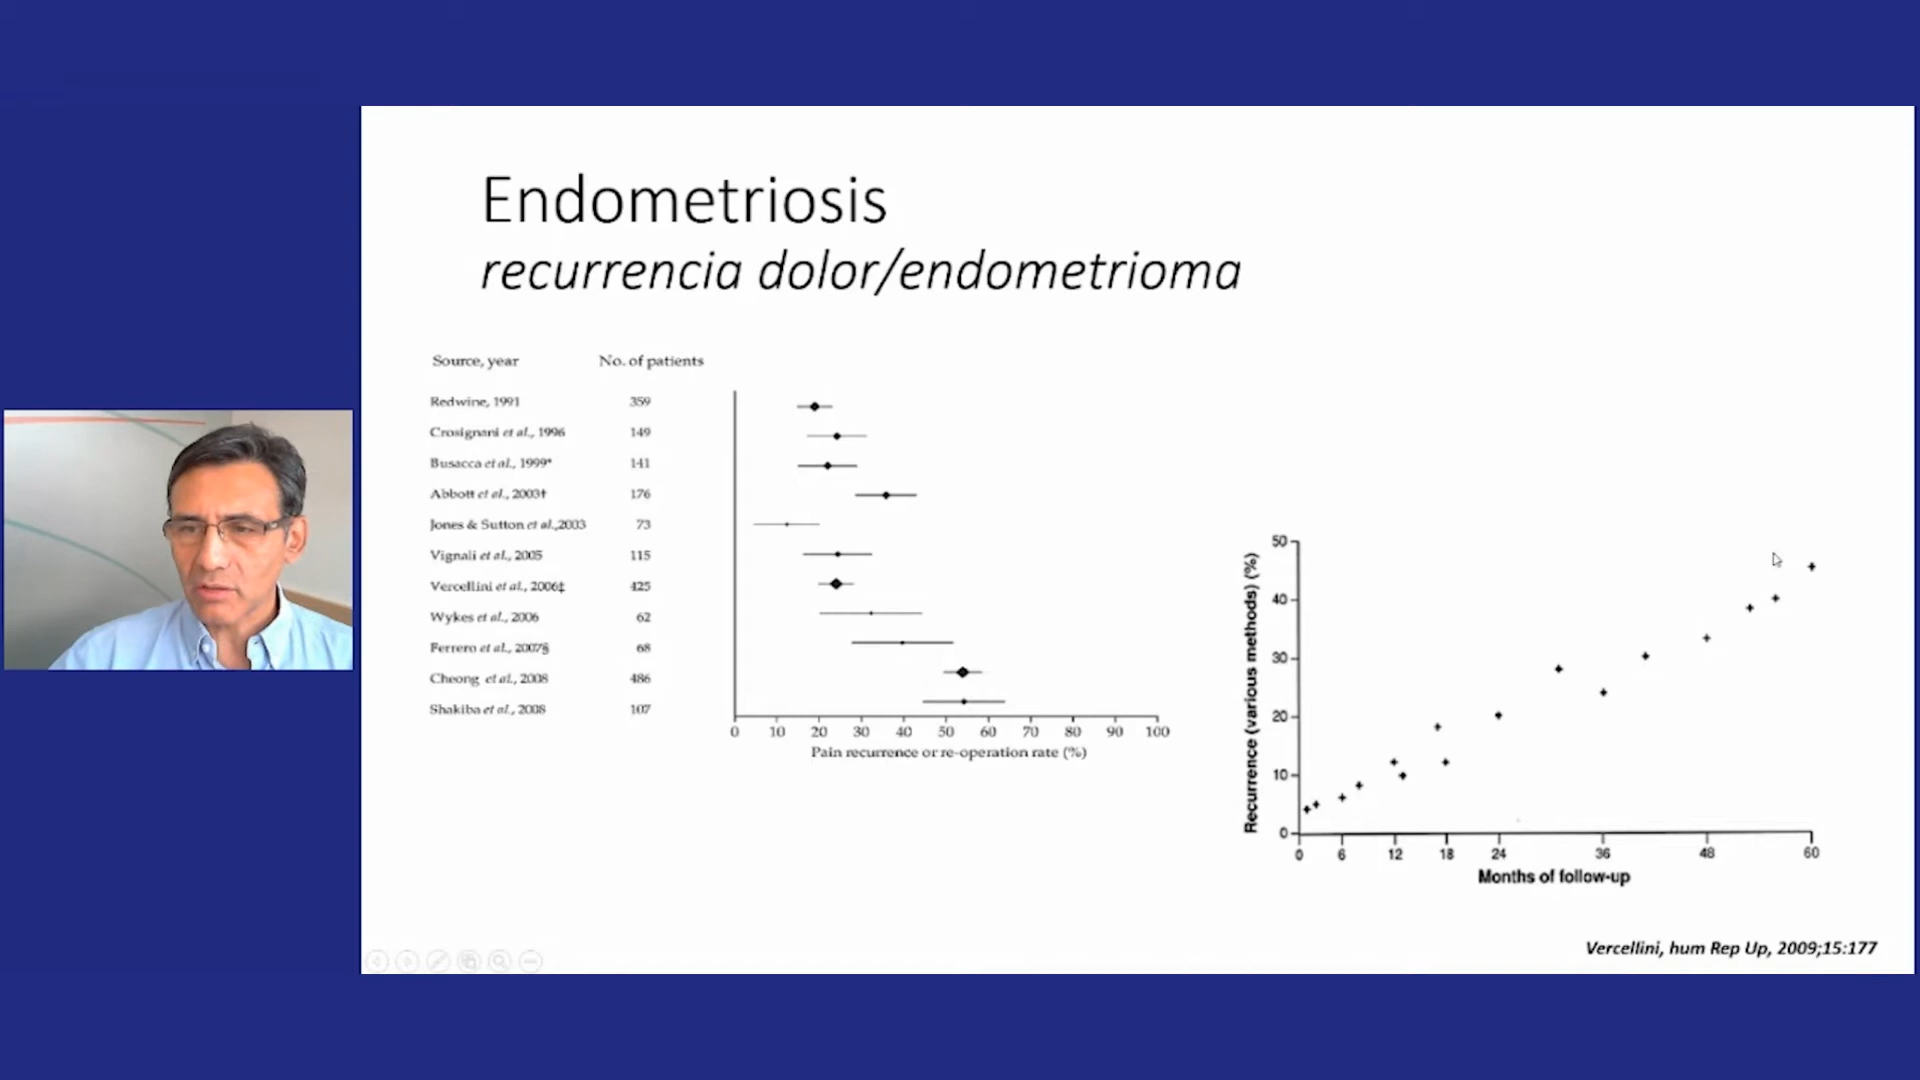 Endometriosis
recurrencia dolor/endometrioma
Source, year No. of patients
Redwine, 1991 359
Crosignani et al., 1996 149
Busacca et al., 1999* 141
Abbott et al., 2003† 176
Jones & Sutton et al.,2003 73
Vignali et al., 2005 115
Vercellini et al., 2006‡ 425
Wykes et al., 2006 62
Ferrero et al., 2007§ 68
Cheong et al., 2008 486
Shakiba et al., 2008 107
0 10 20 30 40 50 60 70 80 90 100
Pain recurrence or re-operation rate (%)
Recurrence (various methods) (%)
50
40
30
20
10
0
0 6 12 18 24 36 48 60
Months of follow-up
Vercellini, hum Rep Up, 2009;15:177